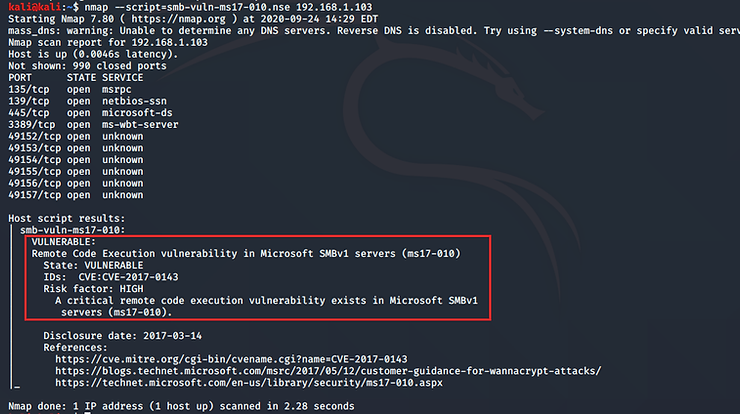 kali@kali:~$ nmap --script=smb-vuln-ms17-010.nse 192.168.1.103
Starting Nmap 7.80 ( https://nmap.org ) at 2020-09-24 14:29 EDT
mass_dns: warning: Unable to determine any DNS servers. Reverse DNS is disabled. Try using --system-dns or specify valid serv
Nmap scan report for 192.168.1.103
Host is up (0.0046s latency).
Not shown: 990 closed ports
PORT STATE SERVICE
135/tcp open msrpc
139/tcp open netbios-ssn
445/tcp open microsoft-ds
3389/tcp open ms-wbt-server
49152/tcp open unknown
49153/tcp open unknown
49154/tcp open unknown
49155/tcp open unknown
49156/tcp open unknown
49157/tcp open unknown
Host script results:
| smb-vuln-ms17-010:
| VULNERABLE:
| Remote Code Execution vulnerability in Microsoft SMBv1 servers (ms17-010)
| State: VULNERABLE
| IDs: CVE:CVE-2017-0143
| Risk factor: HIGH
| A critical remote code execution vulnerability exists in Microsoft SMBv1
| servers (ms17-010).
|
| Disclosure date: 2017-03-14
| References:
| https://cve.mitre.org/cgi-bin/cvename.cgi?name=CVE-2017-0143
| https://blogs.technet.microsoft.com/msrc/2017/05/12/customer-guidance-for-wannacrypt-attacks/
|_ https://technet.microsoft.com/en-us/library/security/ms17-010.aspx
Nmap done: 1 IP address (1 host up) scanned in 2.28 seconds